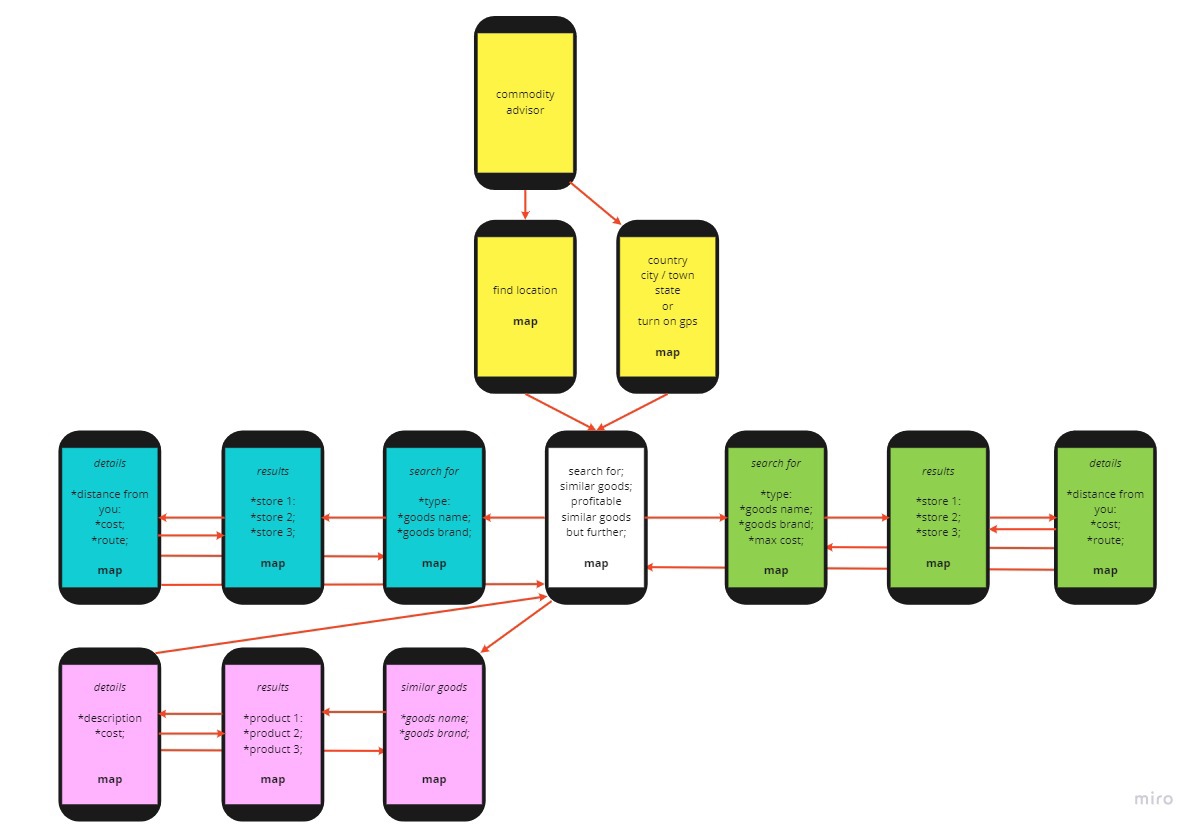 commodity
advisor
find location
map
country
city / town
state
or
turn on gps
map
details
*distance from
you:
*cost;
*route;
map
results
*store 1:
*store 2;
*store 3;
map
search for
*type:
*goods name;
*goods brand;
map
search for;
similar goods;
profitable
similar goods
but further;
map
search for
*type:
*goods name;
*goods brand;
*max cost;
map
results
*store 1:
*store 2;
*store 3;
map
details
*distance from
you:
*cost;
*route;
map
details
*description
*cost;
map
results
*product 1:
*product 2;
*product 3;
map
similar goods
*goods name;
*goods brand;
map
miro